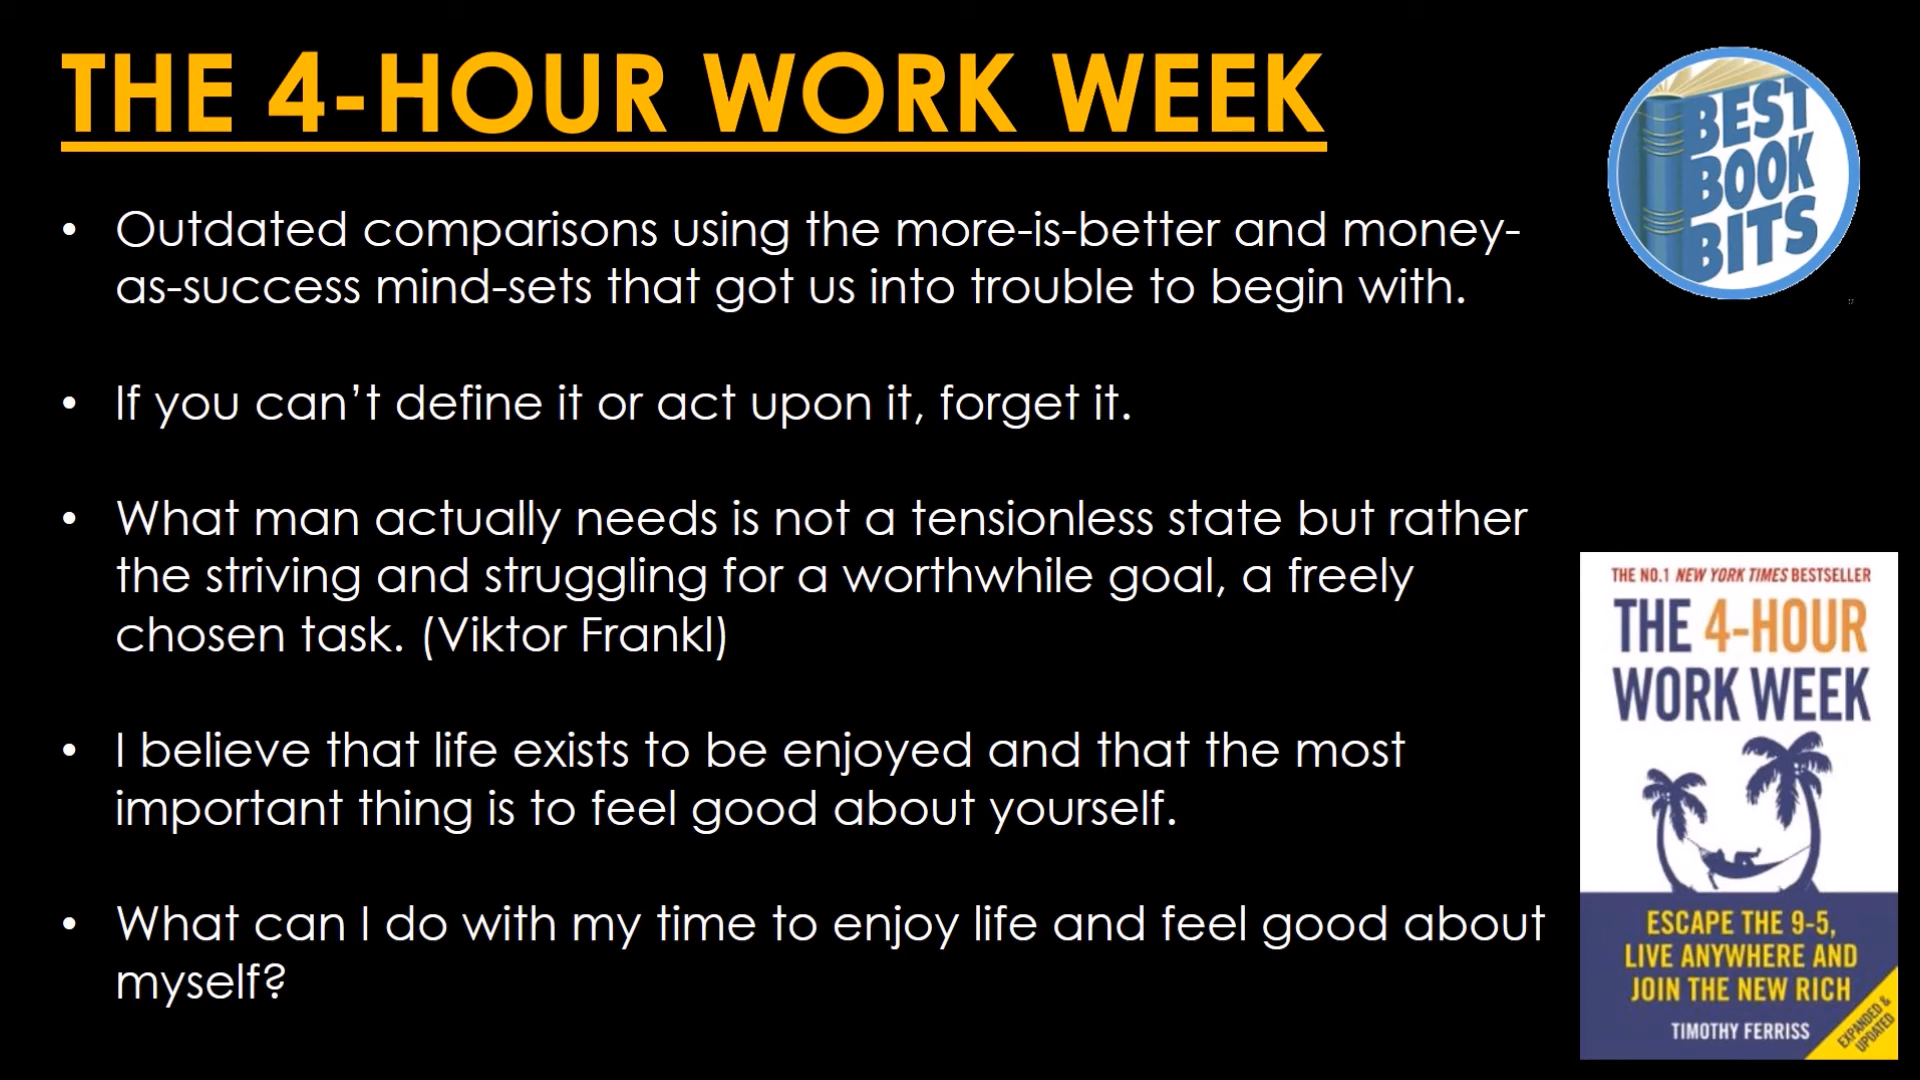 THE 4-HOUR WORK WEEK
BEST
BOOK
BITS
• Outdated comparisons using the more-is-better and money-
as-success mind-sets that got us into trouble to begin with.
• If you can’t define it or act upon it, forget it.
• What man actually needs is not a tensionless state but rather
the striving and struggling for a worthwhile goal, a freely
chosen task. (Viktor Frankl)
• I believe that life exists to be enjoyed and that the most
important thing is to feel good about yourself.
• What can I do with my time to enjoy life and feel good about
myself?
THE NO.1 NEW YORK TIMES BESTSELLER
THE 4-HOUR
WORK WEEK
ESCAPE THE 9-5,
LIVE ANYWHERE AND
JOIN THE NEW RICH
TIMOTHY FERRISS
EXPANDED &
UPDATED